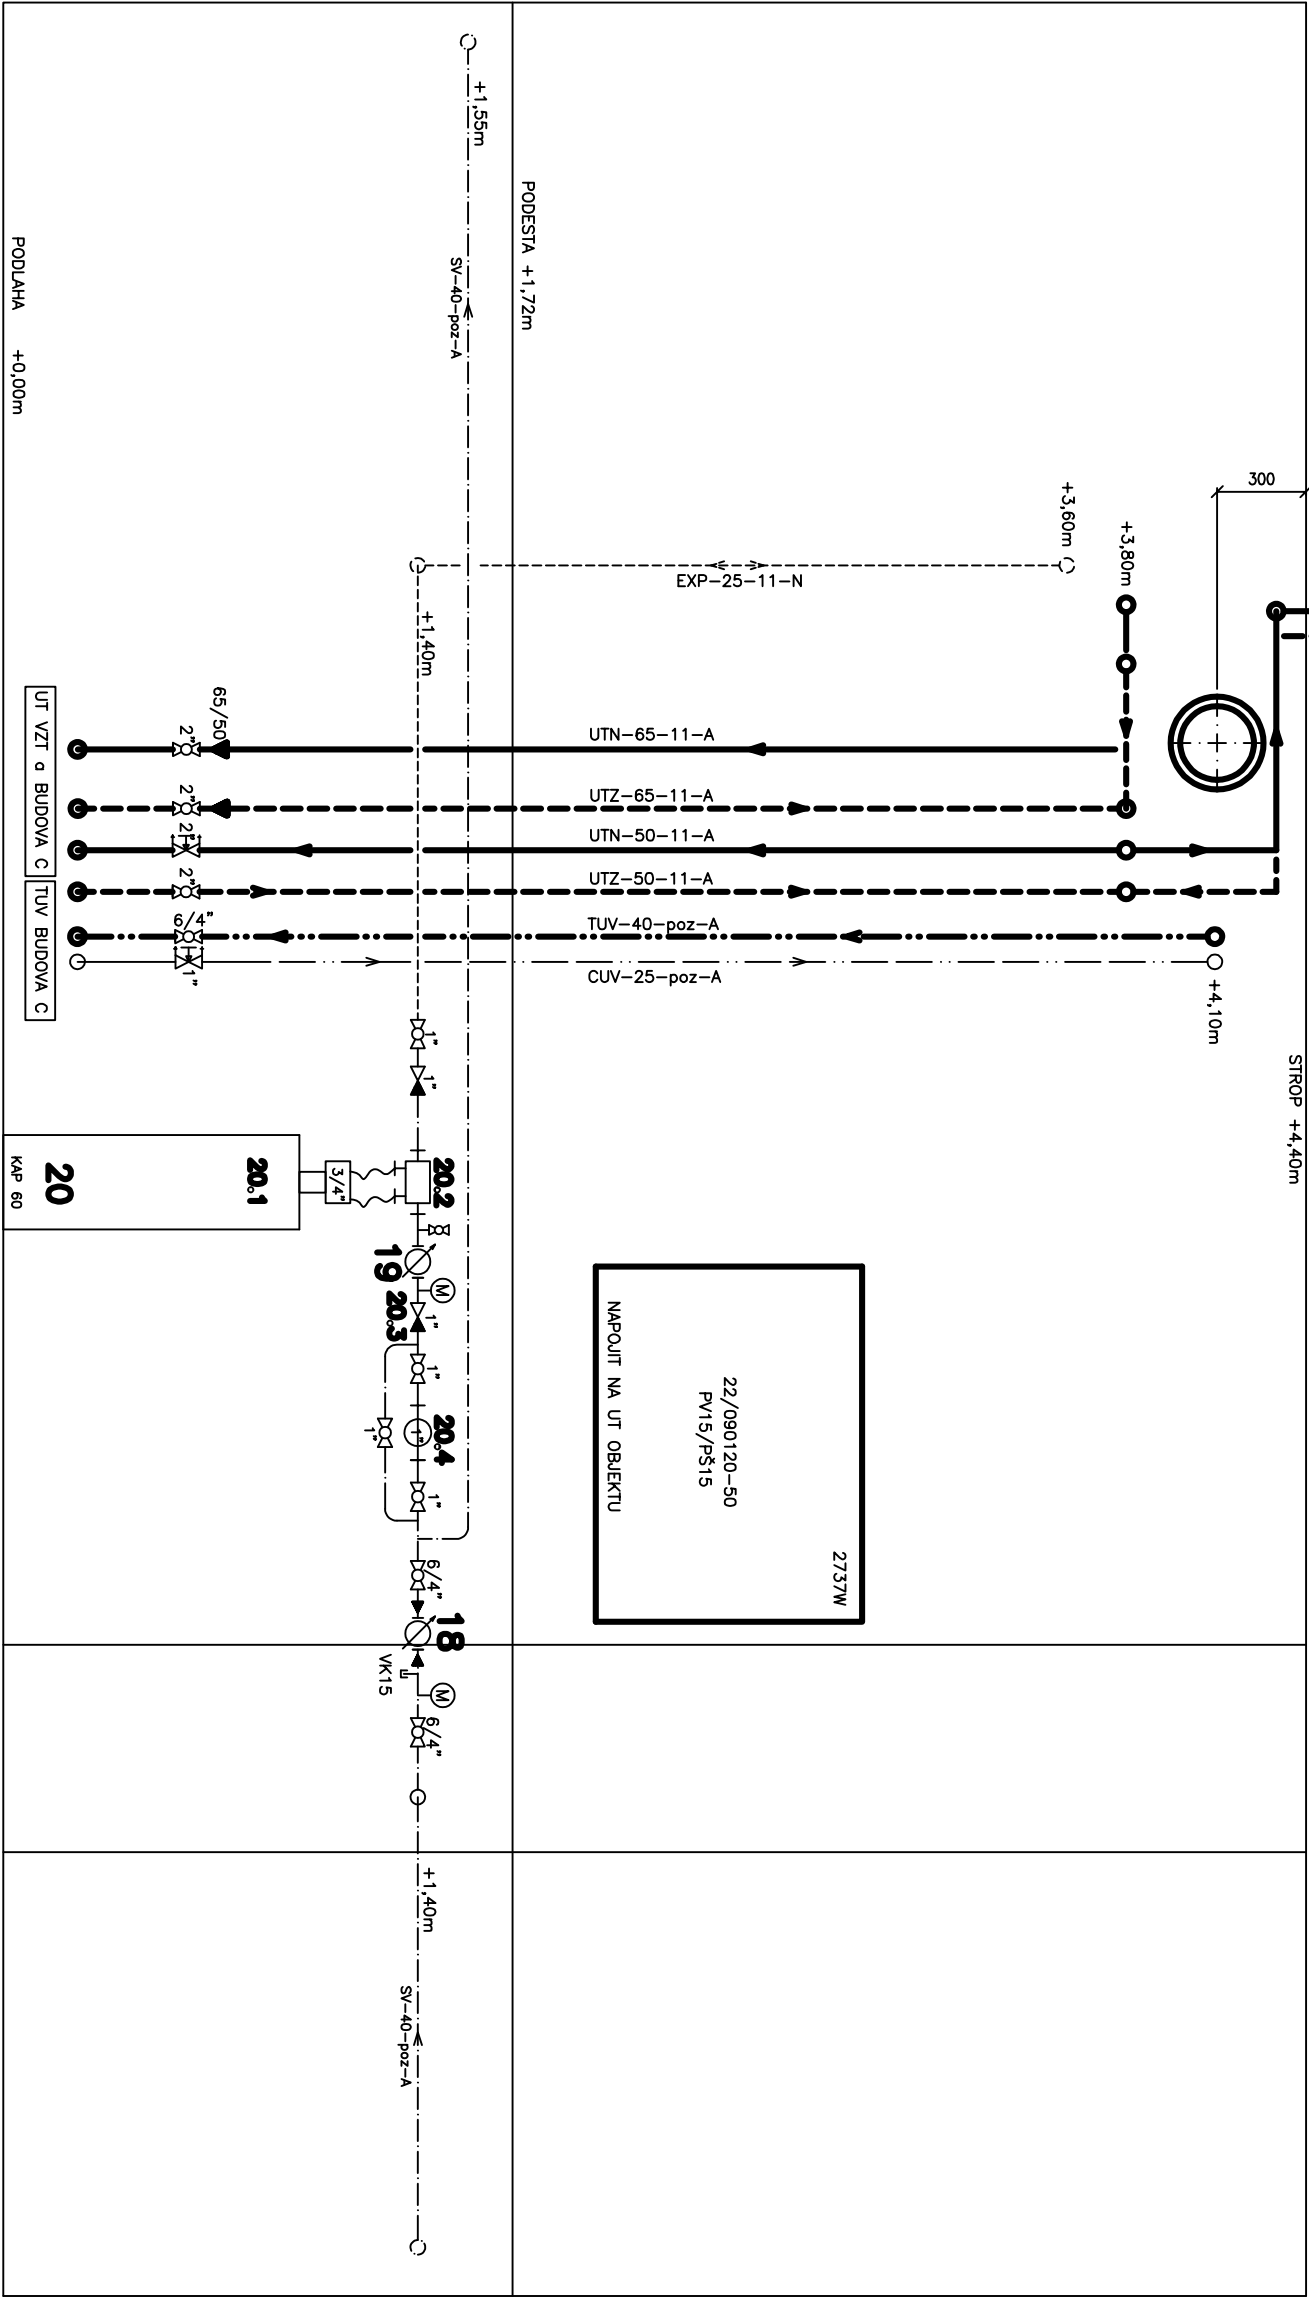 STROP +4,40m
300
+4,10m
+3,80m
+3,60m
EXP-25-11-N
UTN-65-11-A
UTZ-65-11-A
UTN-50-11-A
UTZ-50-11-A
TUV-40-poz-A
CUV-25-poz-A
2737W
22/090120-50
PV15/PŠ15
NAPOJIT NA UT OBJEKTU
PODESTA +1,72m
+1,55m
SV-40-poz-A
+1,40m
1"
1"
20.2
3/4"
19
M
20.3
1"
1"
20.4
1"
1"
1"
6/4"
18
VK15
M
6/4"
+1,40m
SV-40-poz-A
65/50
2"
2"
2"
2"
6/4"
1"
20.1
20
KAP 60
UT VZT a BUDOVA C
TUV BUDOVA C
PODLAHA +0,00m